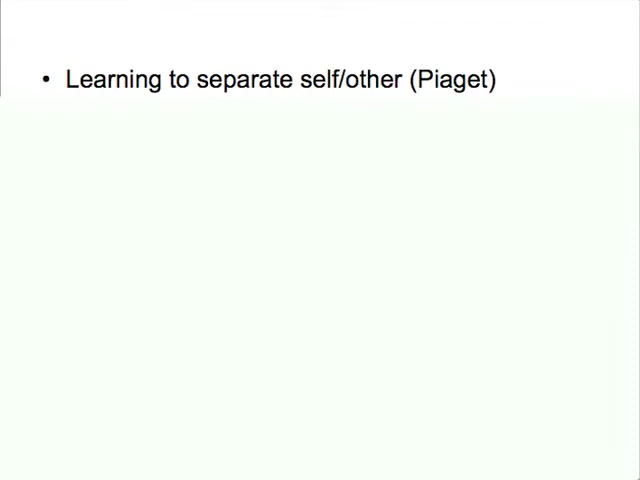 • Learning to separate self/other (Piaget)